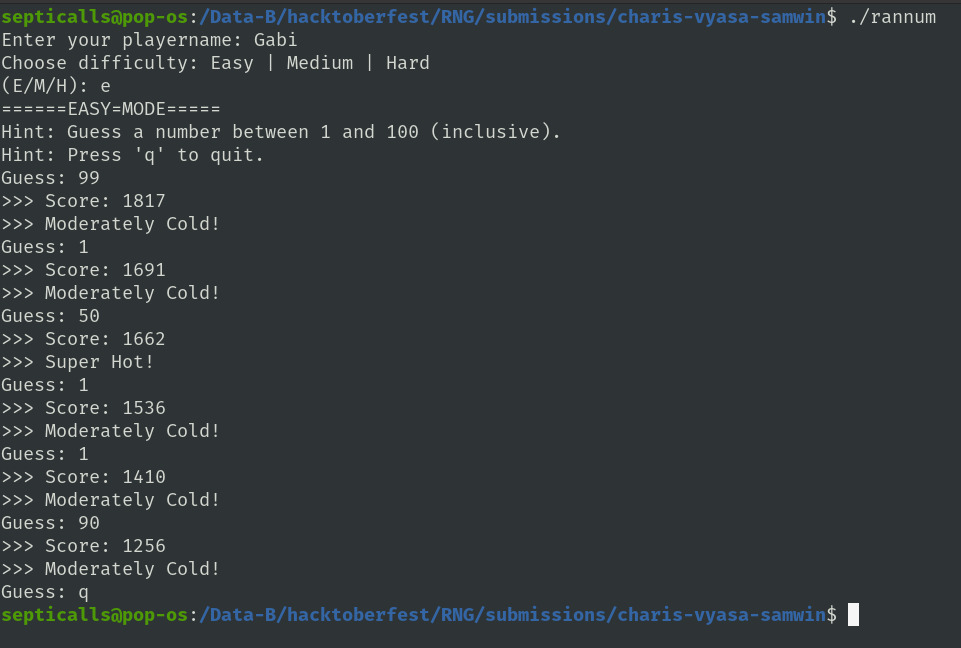 septicalls@pop-os:/Data-B/hacktoberfest/RNG/submissions/charis-vyasa-samwin$ ./rannum
Enter your playername: Gabi
Choose difficulty: Easy | Medium | Hard
(E/M/H): e
======EASY=MODE=====
Hint: Guess a number between 1 and 100 (inclusive).
Hint: Press 'q' to quit.
Guess: 99
>>> Score: 1817
>>> Moderately Cold!
Guess: 1
>>> Score: 1691
>>> Moderately Cold!
Guess: 50
>>> Score: 1662
>>> Super Hot!
Guess: 1
>>> Score: 1536
>>> Moderately Cold!
Guess: 1
>>> Score: 1410
>>> Moderately Cold!
Guess: 90
>>> Score: 1256
>>> Moderately Cold!
Guess: q
septicalls@pop-os:/Data-B/hacktoberfest/RNG/submissions/charis-vyasa-samwin$